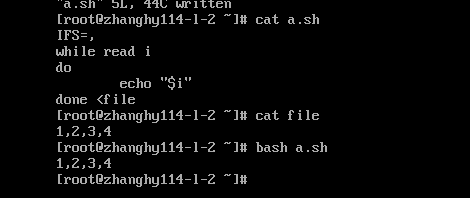 "a.sh" 5L, 44C written
[root@zhanghy114-1-2 ~]# cat a.sh
IFS=,
while read i
do
        echo "$i"
done <file
[root@zhanghy114-1-2 ~]# cat file
1,2,3,4
[root@zhanghy114-1-2 ~]# bash a.sh
1,2,3,4
[root@zhanghy114-1-2 ~]#